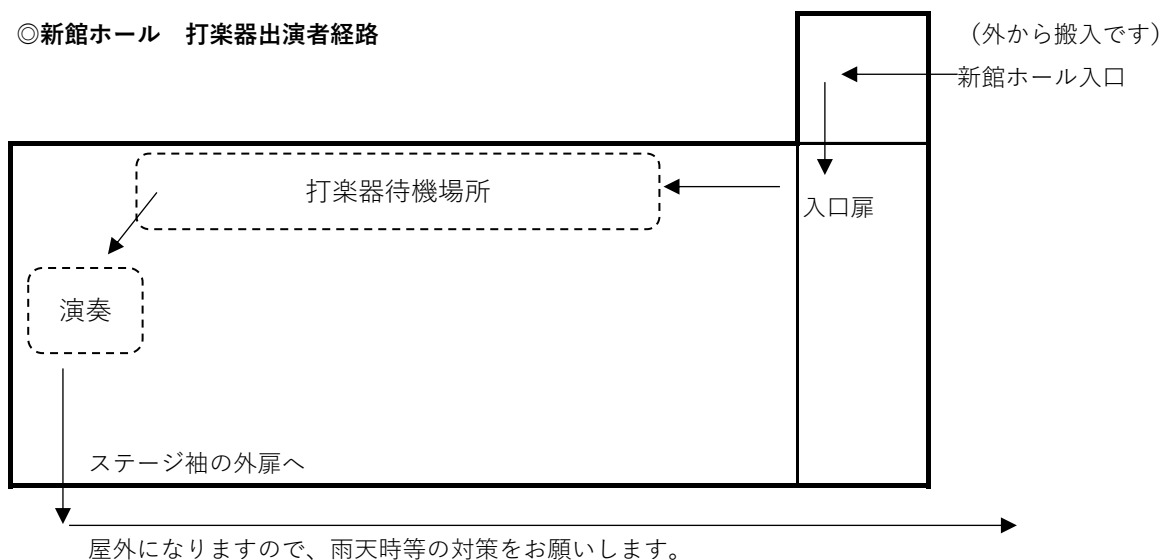 ◎新館ホール　打楽器出演者経路
（外から搬入です）
新館ホール入口
打楽器待機場所
入口扉
演奏
ステージ袖の外扉へ
屋外になりますので、雨天時等の対策をお願いします。